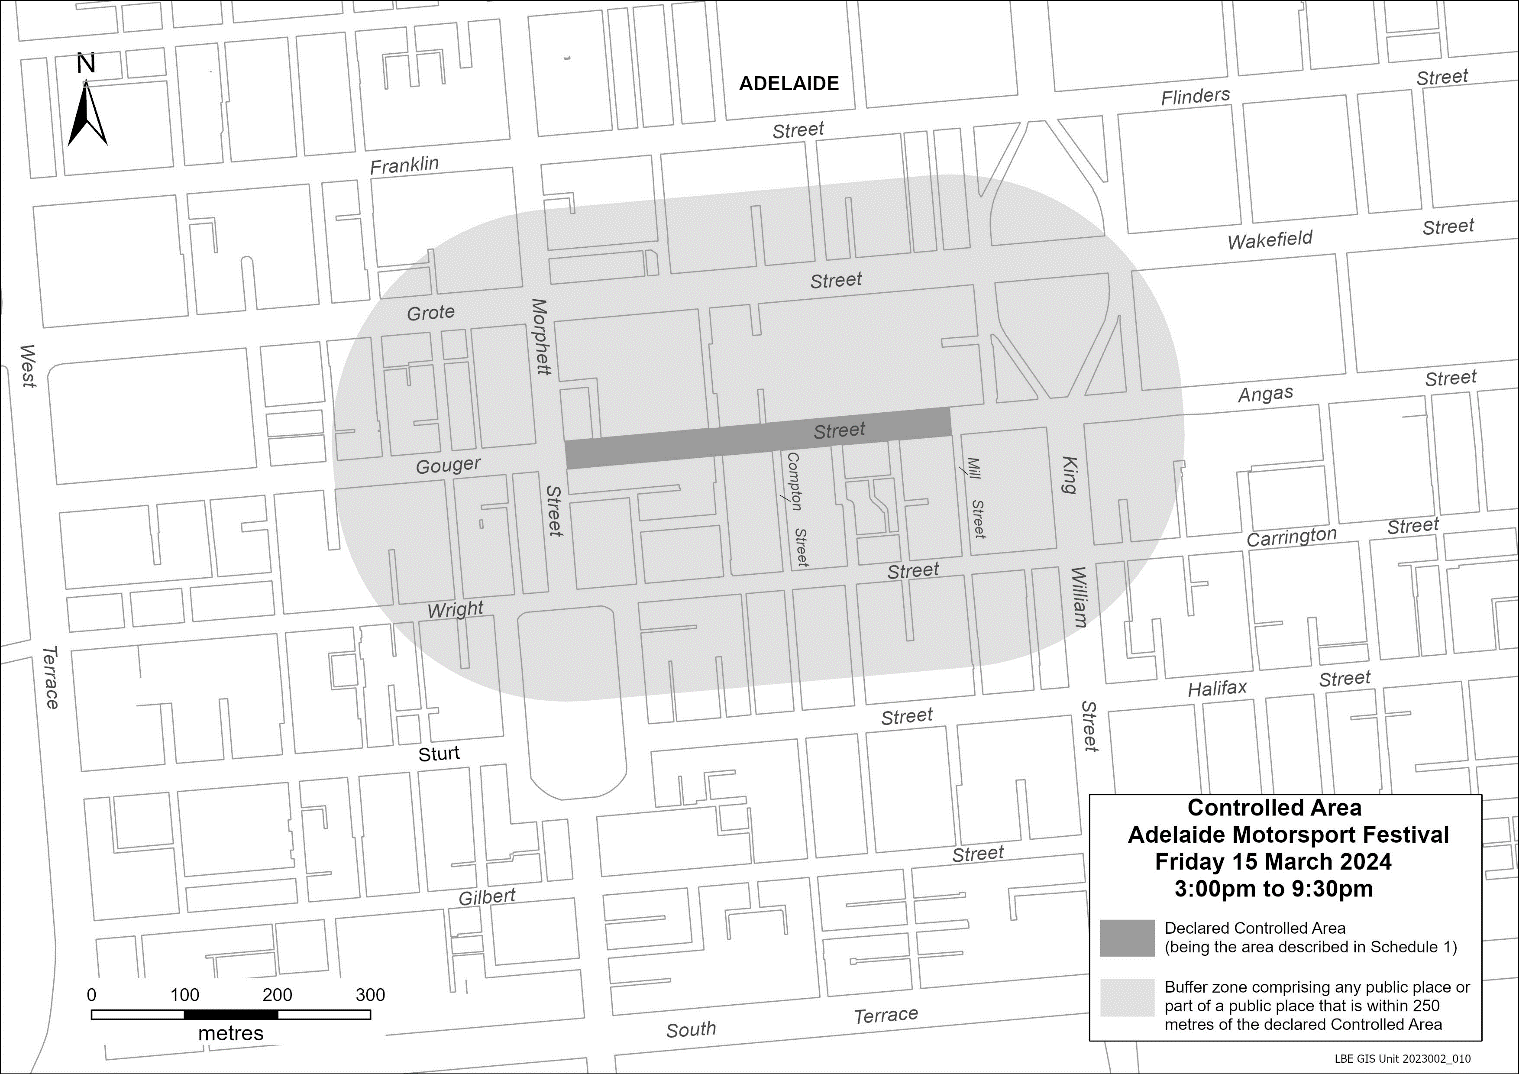 N
ADELAIDE
Street
Flinders
Street
Franklin
Street
Wakefield
Street
Grote
Morphett
West
Street
Angas
Street
Gouger
Street
Compton
Street
Mill
Street
King
Street
Carrington
Street
Wright
Street
William
Terrace
Halifax
Street
Sturt
Street
Street
Gilbert
Street
South
Terrace
0 100 200 300
metres
Controlled Area
Adelaide Motorsport Festival
Friday 15 March 2024
3:00pm to 9:30pm
Declared Controlled Area
(being the area described in Schedule 1)
Buffer zone comprising any public place or
part of a public place that is within 250
metres of the declared Controlled Area
LBE GIS Unit 2023002_010